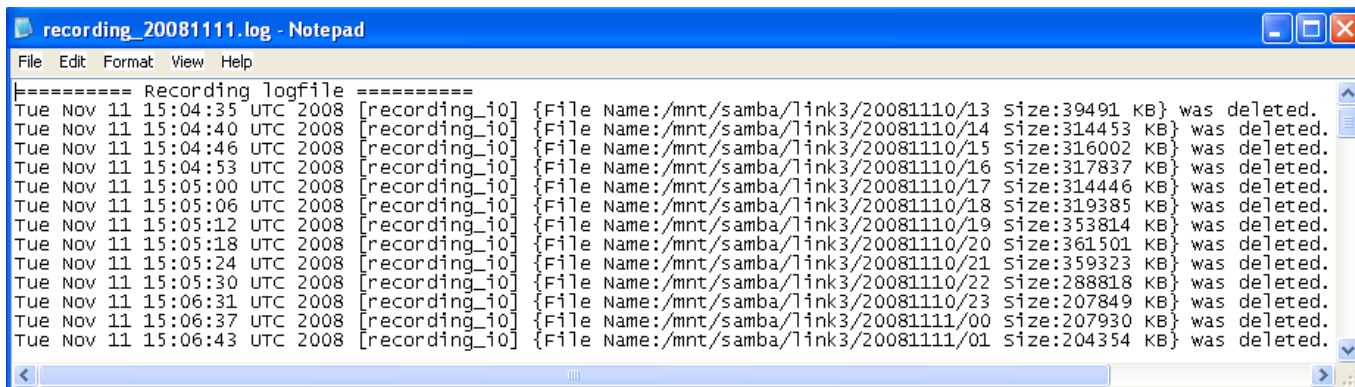 recording_20081111.log - Notepad
File Edit Format View Help
========== Recording logfile ==========
Tue Nov 11 15:04:35 UTC 2008 [recording_i0] {File Name:/mnt/samba/link3/20081110/13 Size:39491 KB} was deleted.
Tue Nov 11 15:04:40 UTC 2008 [recording_i0] {File Name:/mnt/samba/link3/20081110/14 Size:314453 KB} was deleted.
Tue Nov 11 15:04:46 UTC 2008 [recording_i0] {File Name:/mnt/samba/link3/20081110/15 Size:316002 KB} was deleted.
Tue Nov 11 15:04:53 UTC 2008 [recording_i0] {File Name:/mnt/samba/link3/20081110/16 Size:317837 KB} was deleted.
Tue Nov 11 15:05:00 UTC 2008 [recording_i0] {File Name:/mnt/samba/link3/20081110/17 Size:314446 KB} was deleted.
Tue Nov 11 15:05:06 UTC 2008 [recording_i0] {File Name:/mnt/samba/link3/20081110/18 Size:319385 KB} was deleted.
Tue Nov 11 15:05:12 UTC 2008 [recording_i0] {File Name:/mnt/samba/link3/20081110/19 Size:353814 KB} was deleted.
Tue Nov 11 15:05:18 UTC 2008 [recording_i0] {File Name:/mnt/samba/link3/20081110/20 Size:361501 KB} was deleted.
Tue Nov 11 15:05:24 UTC 2008 [recording_i0] {File Name:/mnt/samba/link3/20081110/21 Size:359323 KB} was deleted.
Tue Nov 11 15:05:30 UTC 2008 [recording_i0] {File Name:/mnt/samba/link3/20081110/22 Size:288818 KB} was deleted.
Tue Nov 11 15:06:31 UTC 2008 [recording_i0] {File Name:/mnt/samba/link3/20081110/23 Size:207849 KB} was deleted.
Tue Nov 11 15:06:37 UTC 2008 [recording_i0] {File Name:/mnt/samba/link3/20081111/00 Size:207930 KB} was deleted.
Tue Nov 11 15:06:43 UTC 2008 [recording_i0] {File Name:/mnt/samba/link3/20081111/01 Size:204354 KB} was deleted.